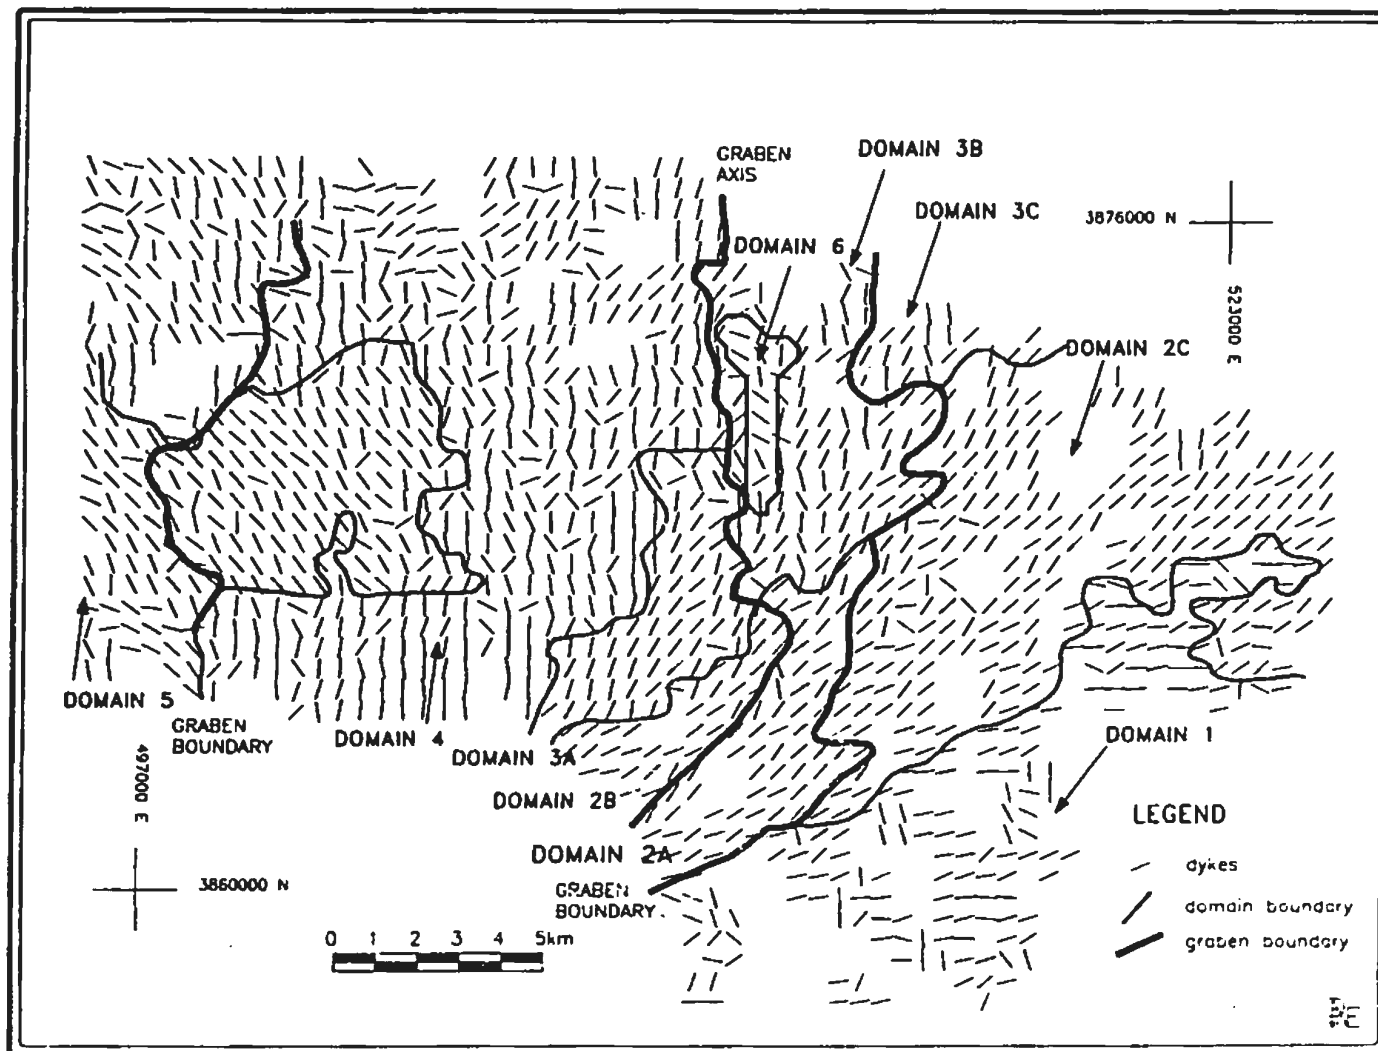 GRABEN
AXIS
DOMAIN 3B
DOMAIN 3C
3876000 N
DOMAIN 6
523000 E
DOMAIN 2C
DOMAIN 5
GRABEN
BOUNDARY
DOMAIN 4
DOMAIN 3A
DOMAIN 1
497000 E
DOMAIN 2B
LEGEND
DOMAIN 2A
dykes
3860000 N
GRABEN
BOUNDARY
domain boundary
graben boundary
0 1 2 3 4 5km